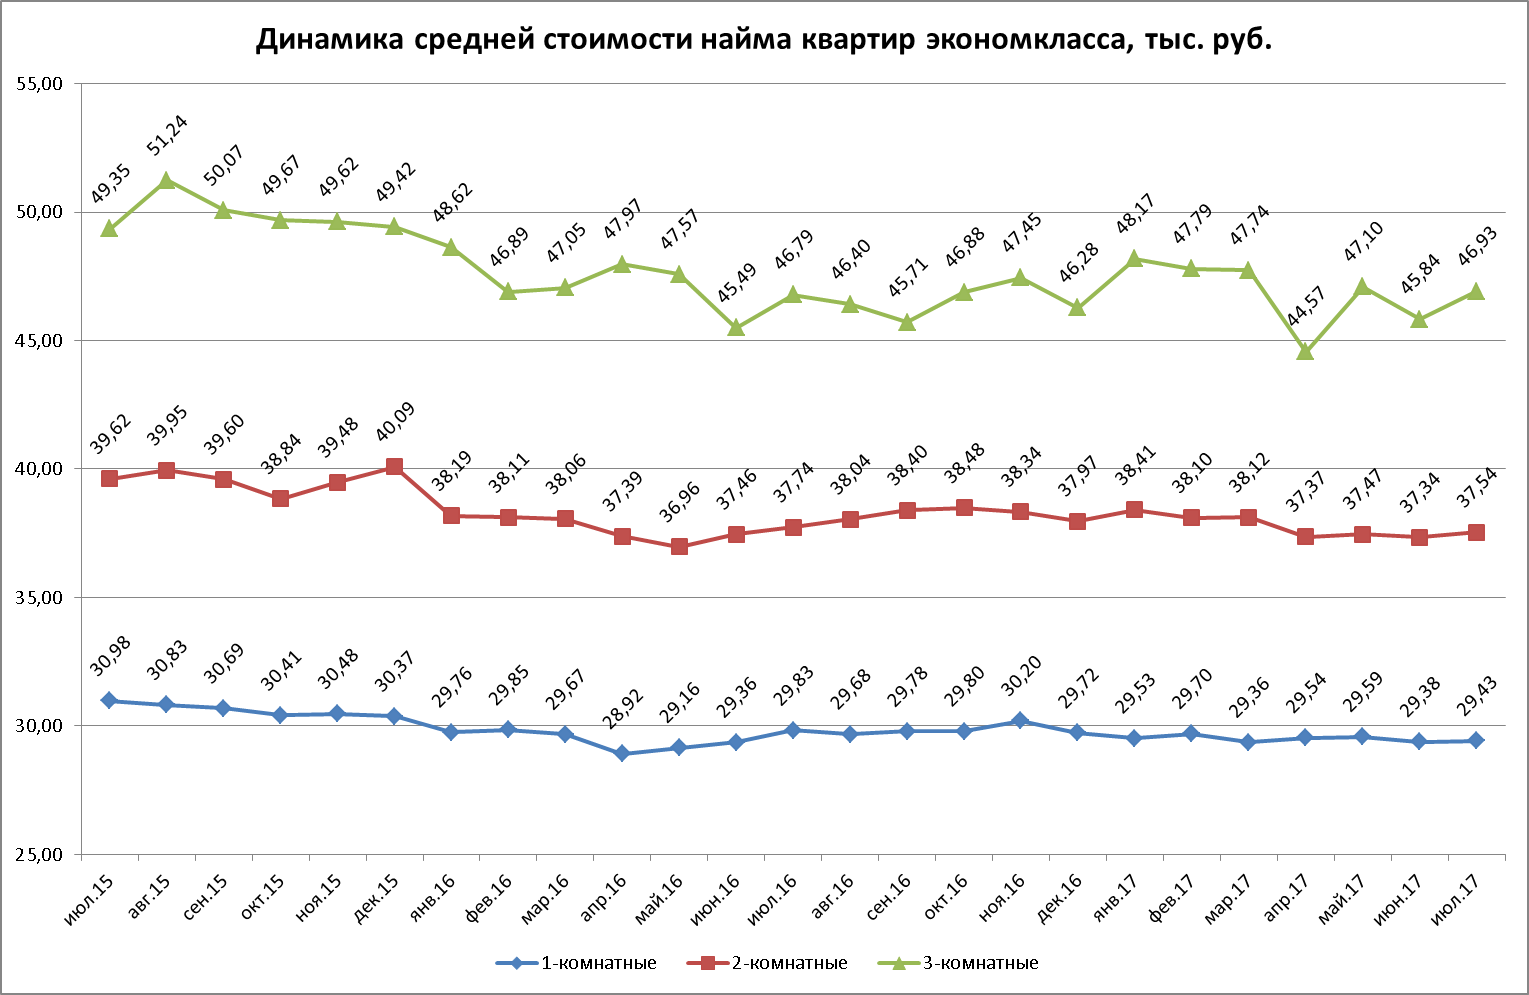 Динамика средней стоимости найма квартир экономкласса, тыс. руб.
55,00
50,00
45,00
40,00
35,00
30,00
25,00
49,35 51,24 50,07 49,67 49,62 49,42 48,62 46,89 47,05 47,97 47,57 45,49 46,79 46,40 45,71 46,88 47,45 46,28 48,17 47,79 47,74 44,57 47,10 45,84 46,93
39,62 39,95 39,60 38,84 39,48 40,09 38,19 38,11 38,06 37,39 36,96 37,46 37,74 38,04 38,40 38,48 38,34 37,97 38,41 38,10 38,12 37,37 37,47 37,34 37,54
30,98 30,83 30,69 30,41 30,48 30,37 29,76 29,85 29,67 28,92 29,16 29,36 29,83 29,68 29,78 29,80 30,20 29,72 29,53 29,70 29,36 29,54 29,59 29,38 29,43
июл.15 авг.15 сен.15 окт.15 ноя.15 дек.15 янв.16 фев.16 мар.16 апр.16 май.16 июн.16 июл.16 авг.16 сен.16 окт.16 ноя.16 дек.16 янв.17 фев.17 мар.17 апр.17 май.17 июн.17 июл.17
1-комнатные 2-комнатные 3-комнатные